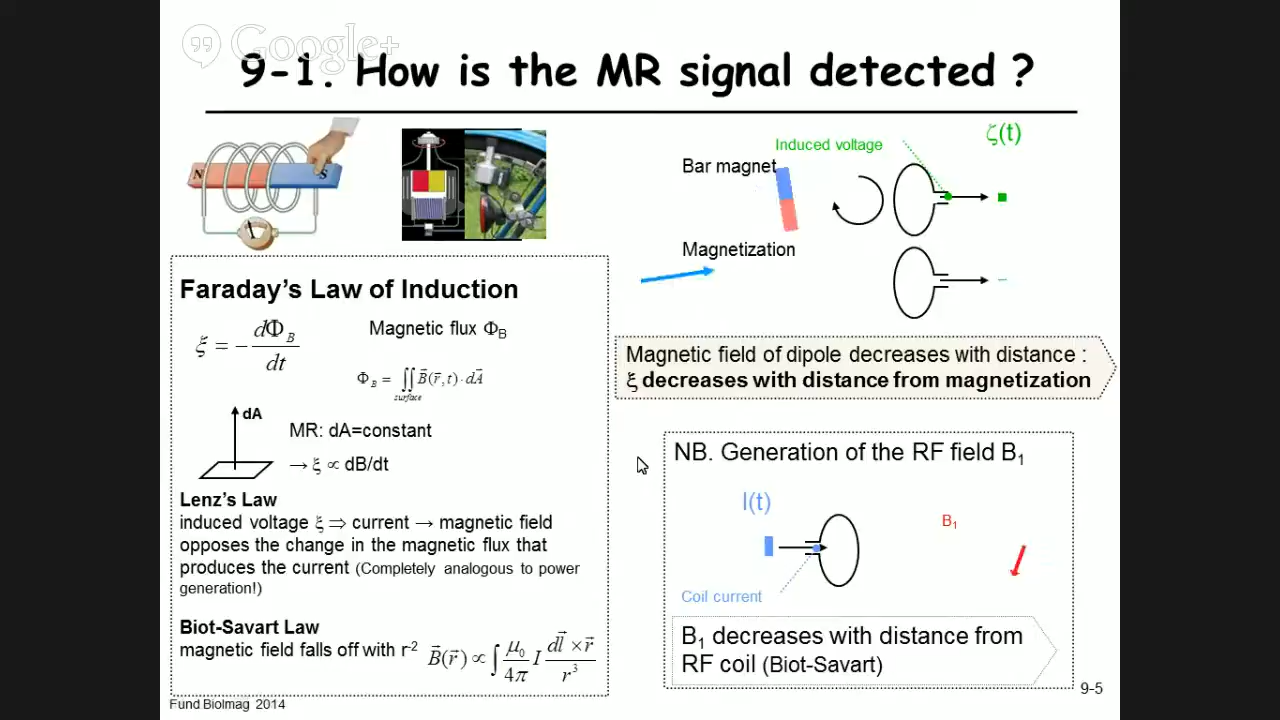 Google+
9-1. How is the MR signal detected ?
N
S
Induced voltage
ζ(t)
Bar magnet
Magnetization
Faraday's Law of Induction
ξ = − dΦ_B / dt
Magnetic flux Φ_B
Φ_B = ∬_surface B⃗(r⃗,t)·dA⃗
dA
MR: dA=constant
→ ξ ∝ dB/dt
Lenz's Law
induced voltage ξ ⇒ current → magnetic field
opposes the change in the magnetic flux that
produces the current (Completely analogous to power
generation!)
Biot-Savart Law
magnetic field falls off with r⁻²
B⃗(r⃗) ∝ ∫ μ₀/4π I dl⃗ × r⃗ / r³
Magnetic field of dipole decreases with distance :
ξ decreases with distance from magnetization
NB. Generation of the RF field B₁
I(t)
B₁
Coil current
B₁ decreases with distance from
RF coil (Biot-Savart)
9-5
Fund BioImag 2014